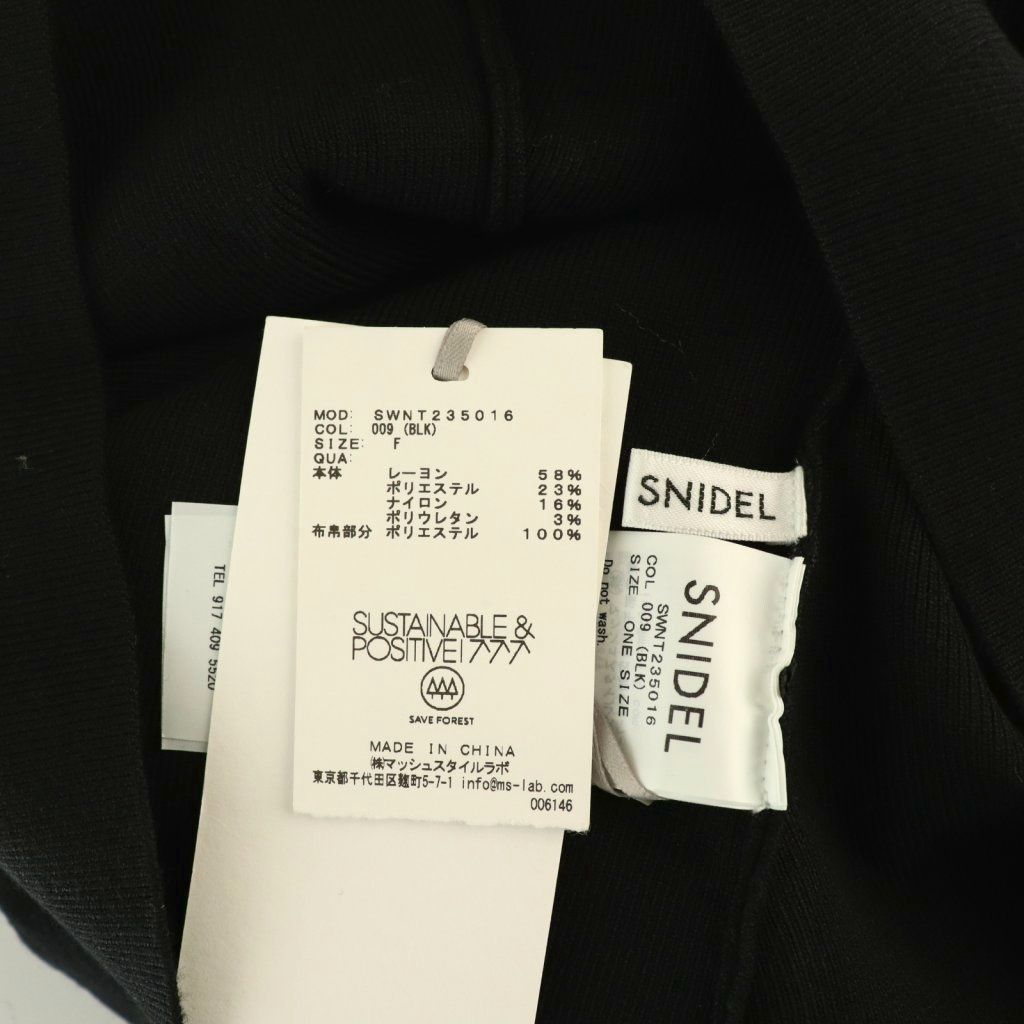 MOD: SWNT235016
COL: 009 (BLK)
SIZE: F
QUA:
本体 レーヨン 58%
ポリエステル 23%
ナイロン 16%
ポリウレタン 3%
布帛部分 ポリエステル 100%
SUSTAINABLE &
POSITIVE! 777
SAVE FOREST
MADE IN CHINA
㈱マッシュスタイルラボ
東京都千代田区麹町5-7-1 info@ms-lab.com
006146
SNIDEL
SNIDEL
SWNT235016
COL 009 (BLK)
SIZE ONE SIZE
Do not wash.
TEL 917 409 5520